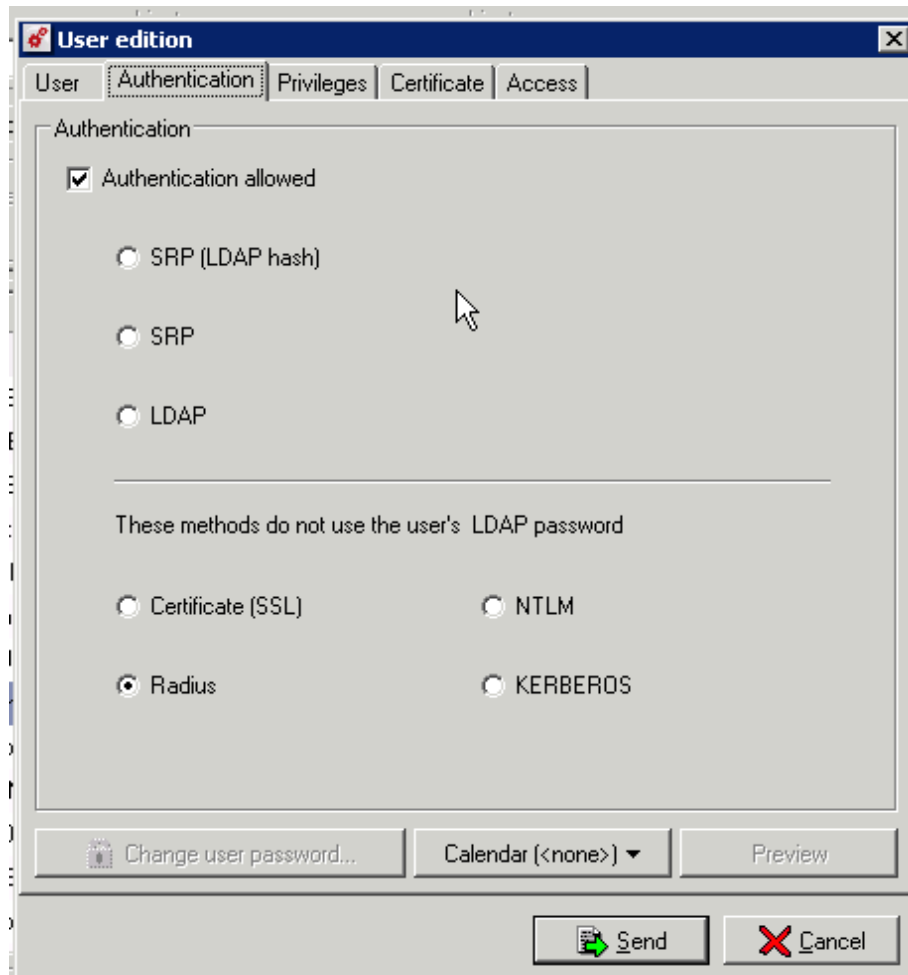 User edition
User Authentication Privileges Certificate Access
Authentication
Authentication allowed
SRP (LDAP hash)
SRP
LDAP
These methods do not use the user's LDAP password
Certificate (SSL) NTLM
Radius KERBEROS
Change user password... Calendar (<none>) Preview
Send Cancel